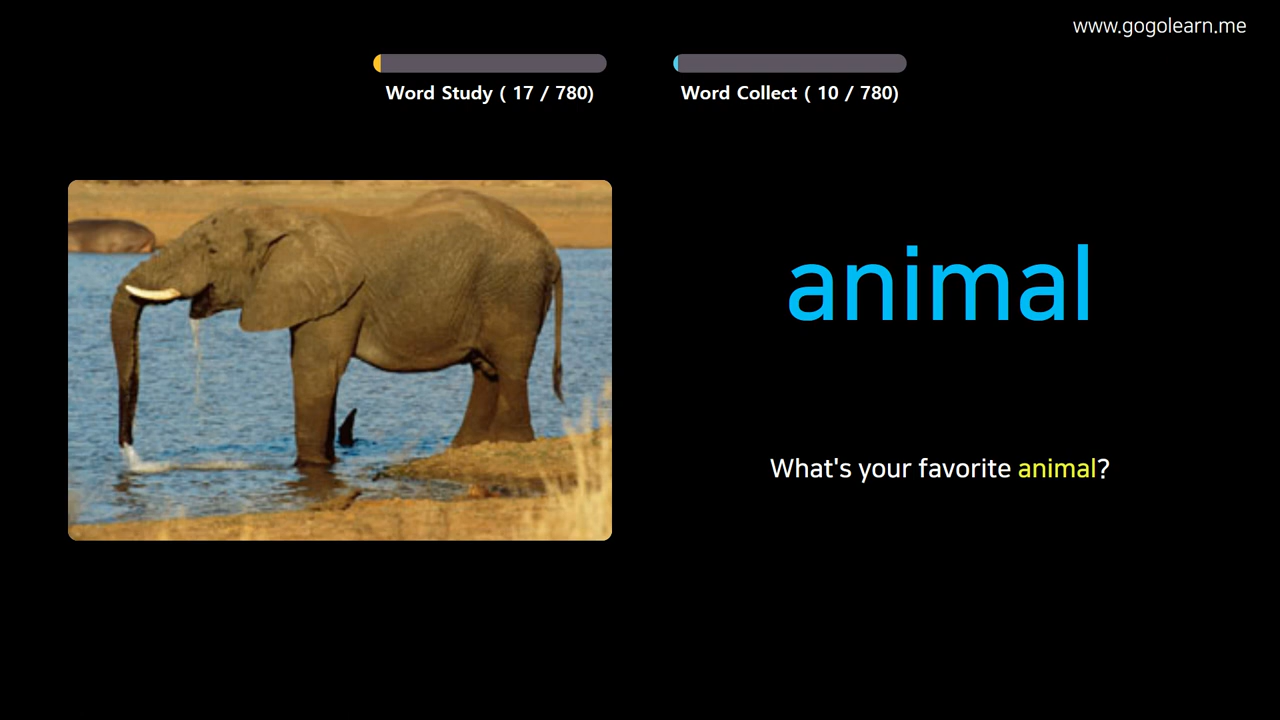 www.gogolearn.me
Word Study ( 17 / 780)
Word Collect ( 10 / 780)
animal
What's your favorite animal?